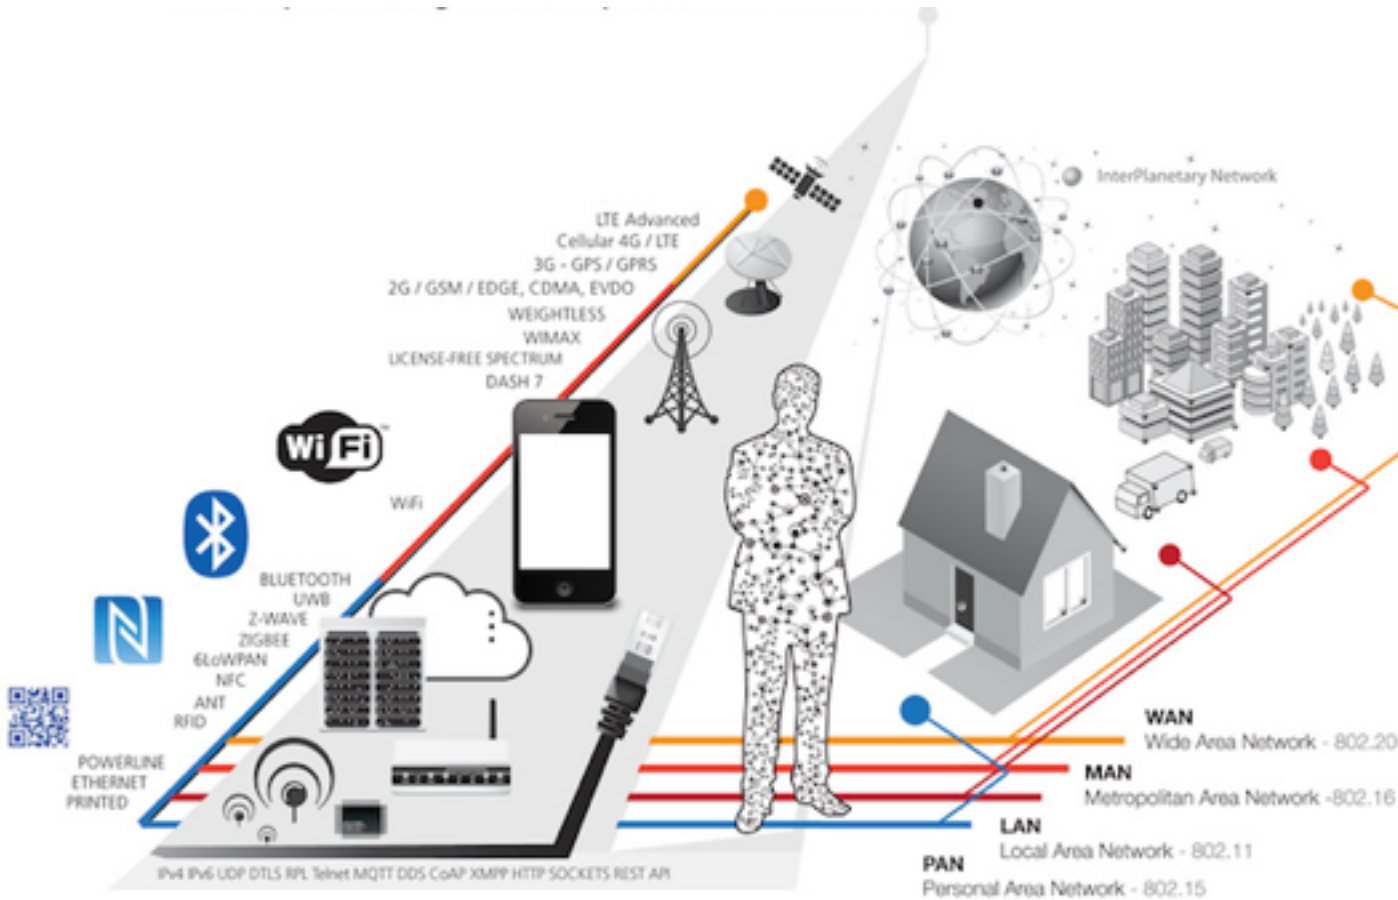 InterPlanetary Network
LTE Advanced
Cellular 4G / LTE
3G - GPS / GPRS
2G / GSM / EDGE, CDMA, EVDO
WEIGHTLESS
WIMAX
LICENSE-FREE SPECTRUM
DASH 7
WiFi
WiFi
BLUETOOTH
UWB
Z-WAVE
ZIGBEE
6LoWPAN
NFC
ANT
RFID
POWERLINE
ETHERNET
PRINTED
WAN
Wide Area Network - 802.20
MAN
Metropolitan Area Network -802.16
LAN
Local Area Network - 802.11
PAN
Personal Area Network - 802.15
IPv4 IPv6 UDP DTLS RPL Telnet MQTT DDS CoAP XMPP HTTP SOCKETS REST API